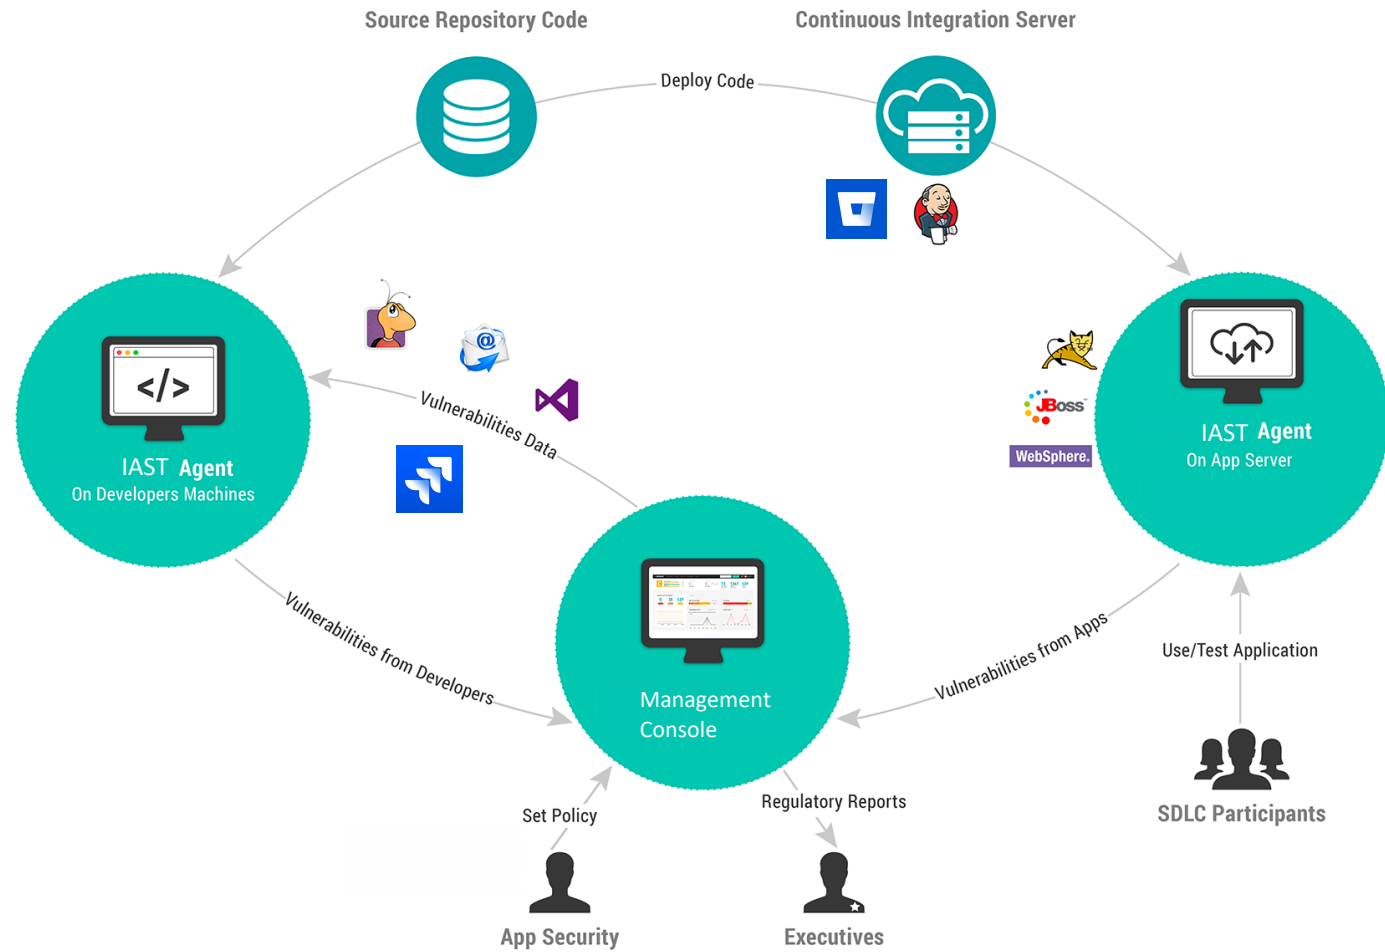 Source Repository Code
Continuous Integration Server
Deploy Code
</>
IAST Agent
On Developers Machines
@
Vulnerabilities Data
JBoss
WebSphere.
IAST Agent
On App Server
Vulnerabilities from Developers
Vulnerabilities from Apps
Management
Console
Use/Test Application
Set Policy
Regulatory Reports
SDLC Participants
App Security
Executives